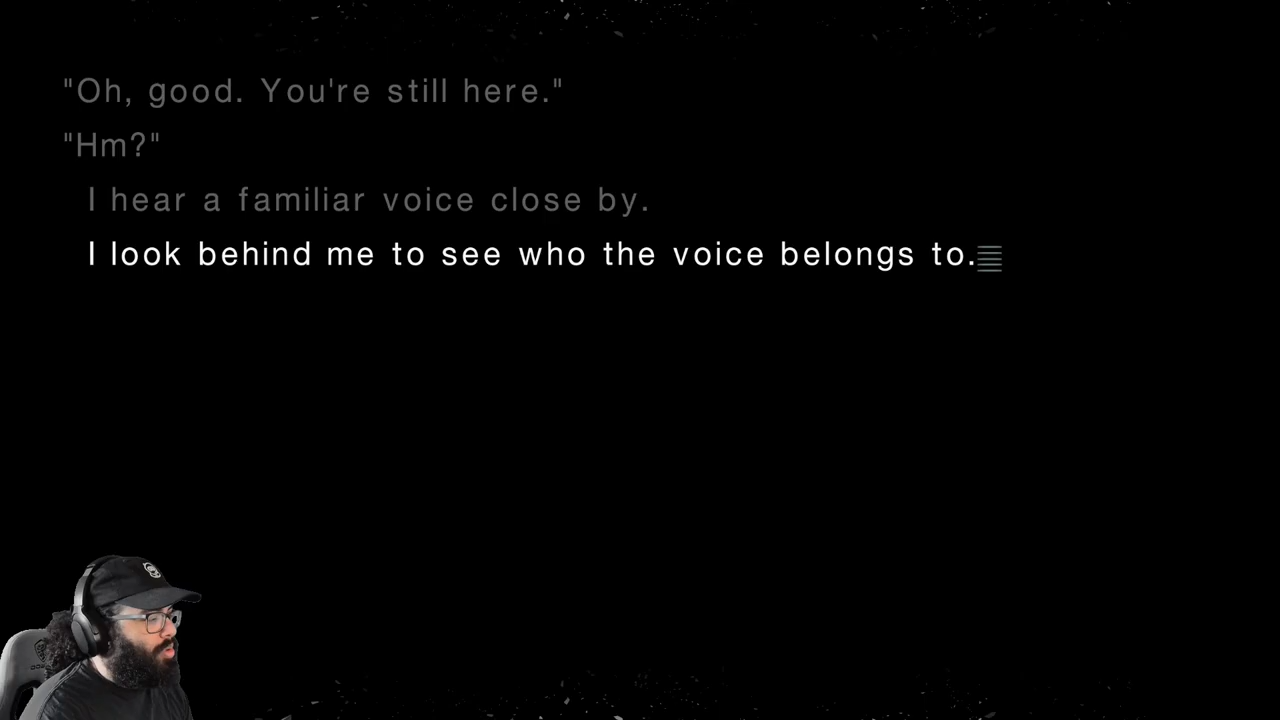 "Oh, good. You're still here."
"Hm?"
I hear a familiar voice close by.
I look behind me to see who the voice belongs to.